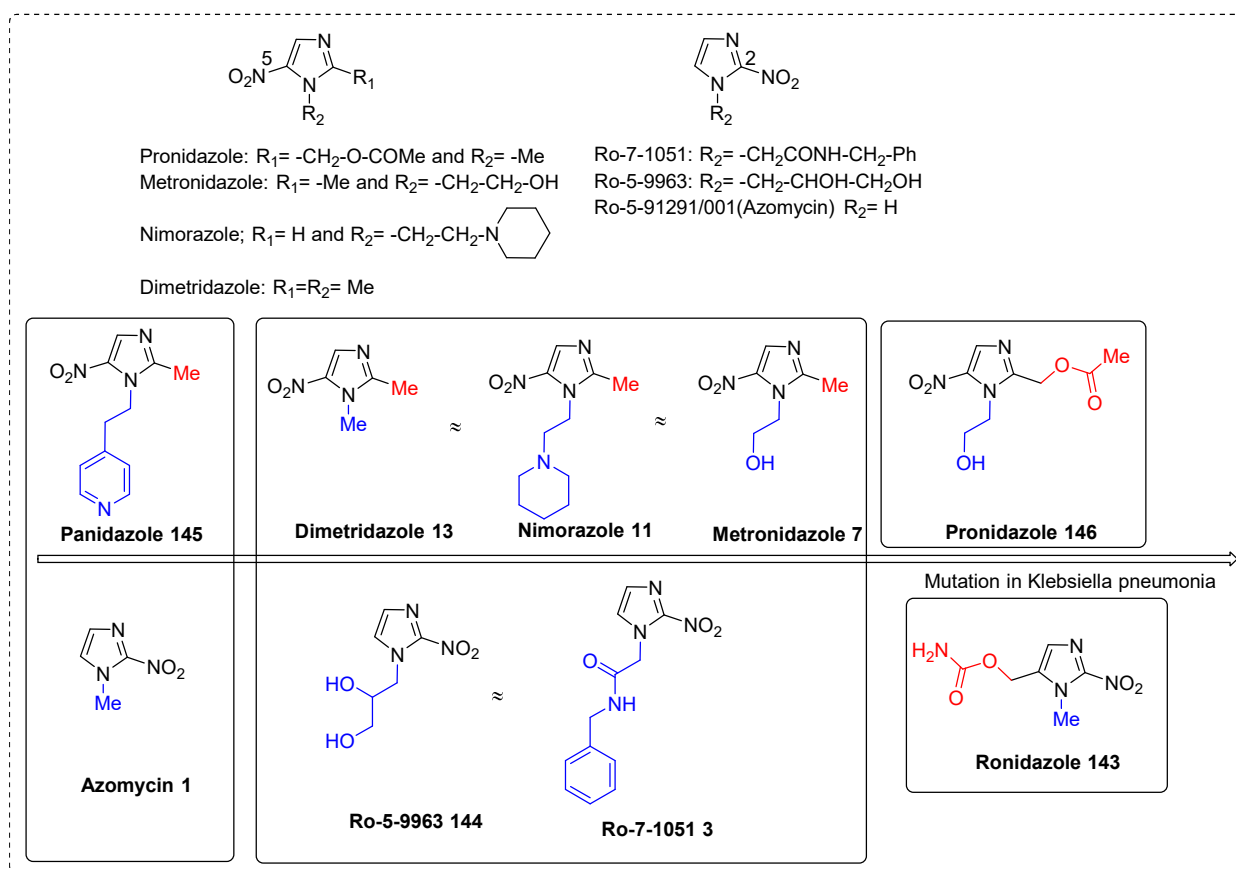 5
N
O₂N
N
R₁
R₂
N
2
N
NO₂
R₂
Pronidazole: R₁= -CH₂-O-COMe and R₂= -Me
Metronidazole: R₁= -Me and R₂= -CH₂-CH₂-OH
Nimorazole; R₁= H and R₂= -CH₂-CH₂-N
Dimetridazole: R₁=R₂= Me
Ro-7-1051: R₂= -CH₂CONH-CH₂-Ph
Ro-5-9963: R₂= -CH₂-CHOH-CH₂OH
Ro-5-91291/001(Azomycin) R₂= H
N
O₂N
N
Me
N
Panidazole 145
N
O₂N
N
Me
Me
Dimetridazole 13
≈
N
O₂N
N
Me
N
Nimorazole 11
≈
N
O₂N
N
Me
OH
Metronidazole 7
N
O₂N
N
O
Me
O
OH
Pronidazole 146
Mutation in Klebsiella pneumonia
N
N
NO₂
Me
Azomycin 1
N
N
NO₂
HO
HO
Ro-5-9963 144
≈
N
N
NO₂
O
NH
Ro-7-1051 3
H₂N
O
O
N
N
NO₂
Me
Ronidazole 143